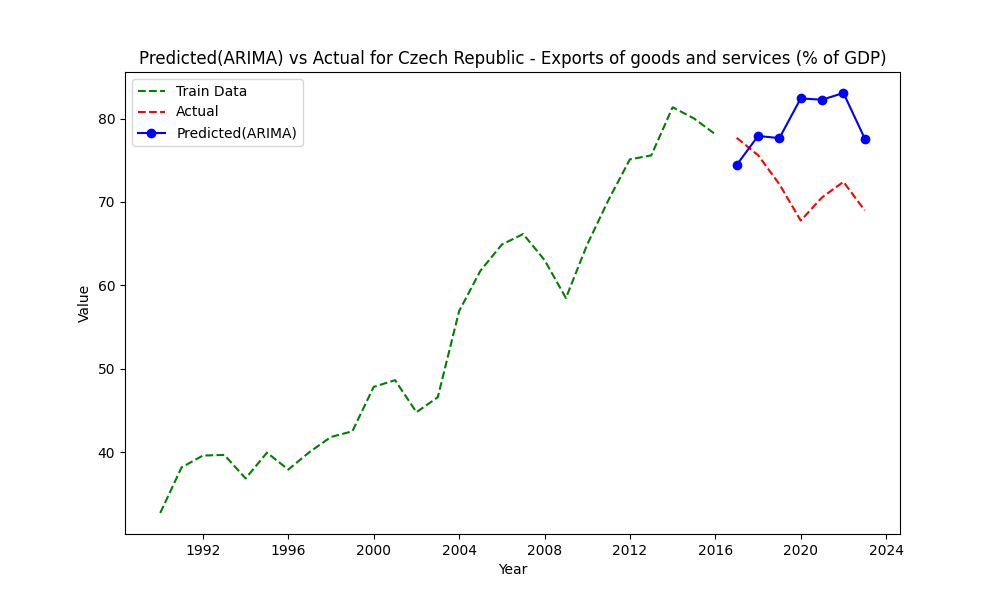 Predicted(ARIMA) vs Actual for Czech Republic - Exports of goods and services (% of GDP)
Train Data
Actual
Predicted(ARIMA)
80
70
60
50
40
Value
1992 1996 2000 2004 2008 2012 2016 2020 2024
Year